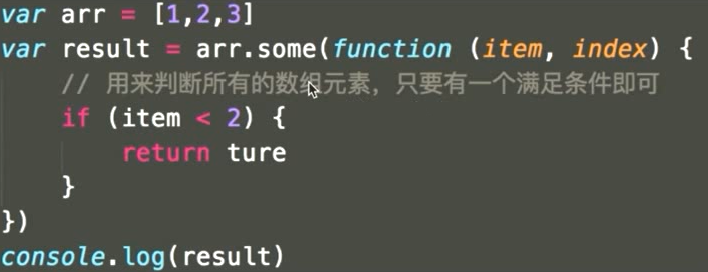 var arr = [1,2,3]
var result = arr.some(function (item, index) {
    // 用来判断所有的数组元素，只要有一个满足条件即可
    if (item < 2) {
        return ture
    }
})
console.log(result)